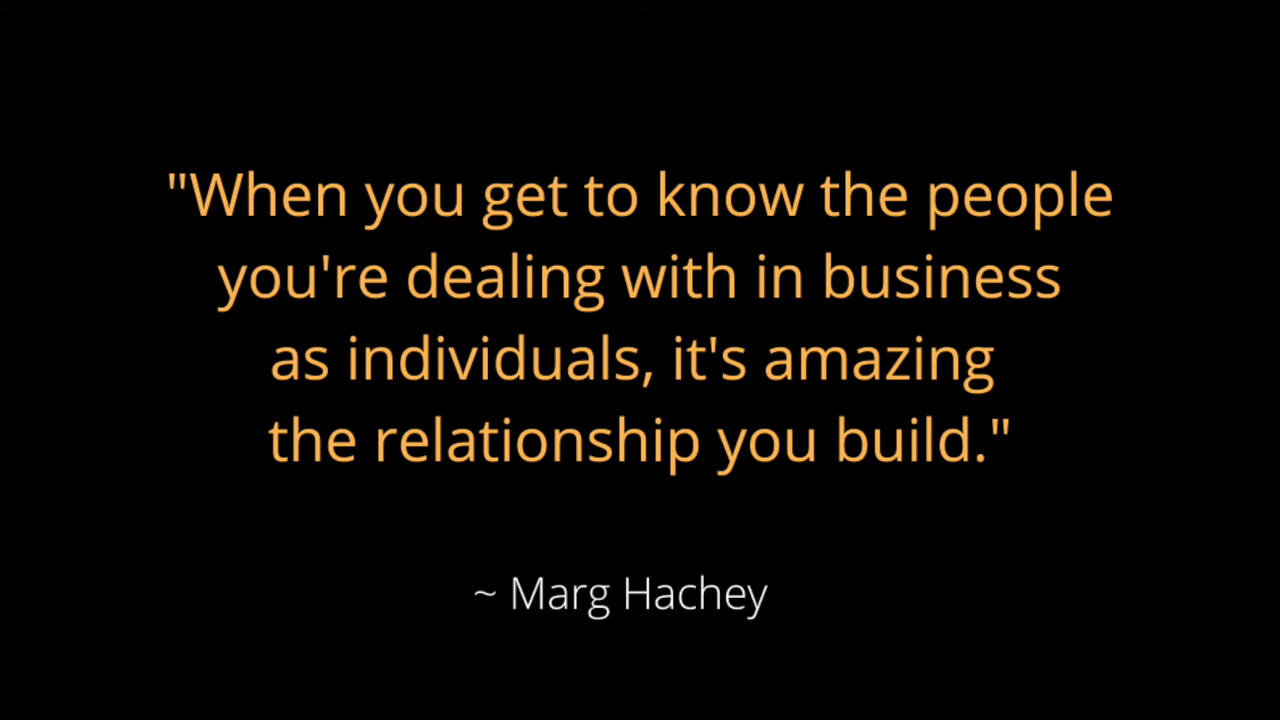 "When you get to know the people
you're dealing with in business
as individuals, it's amazing
the relationship you build."
~ Marg Hachey